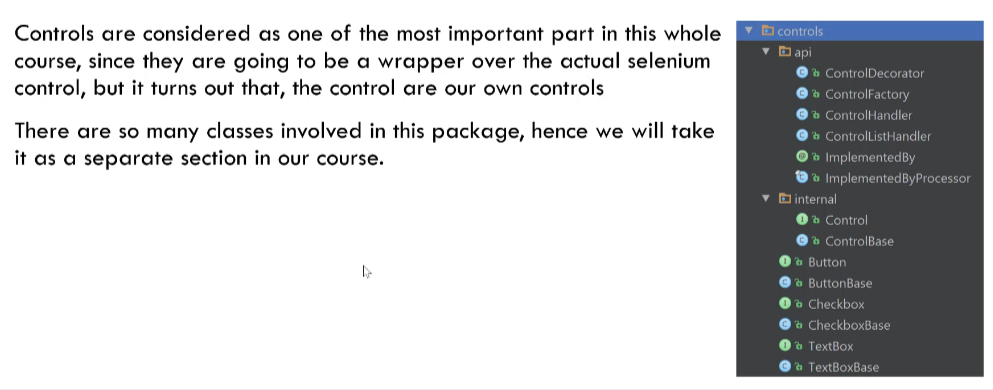 Controls are considered as one of the most important part in this whole
course, since they are going to be a wrapper over the actual selenium
control, but it turns out that, the control are our own controls
There are so many classes involved in this package, hence we will take
it as a separate section in our course.
controls
api
ControlDecorator
ControlFactory
ControlHandler
ControlListHandler
ImplementedBy
ImplementedByProcessor
internal
Control
ControlBase
Button
ButtonBase
Checkbox
CheckboxBase
TextBox
TextBoxBase